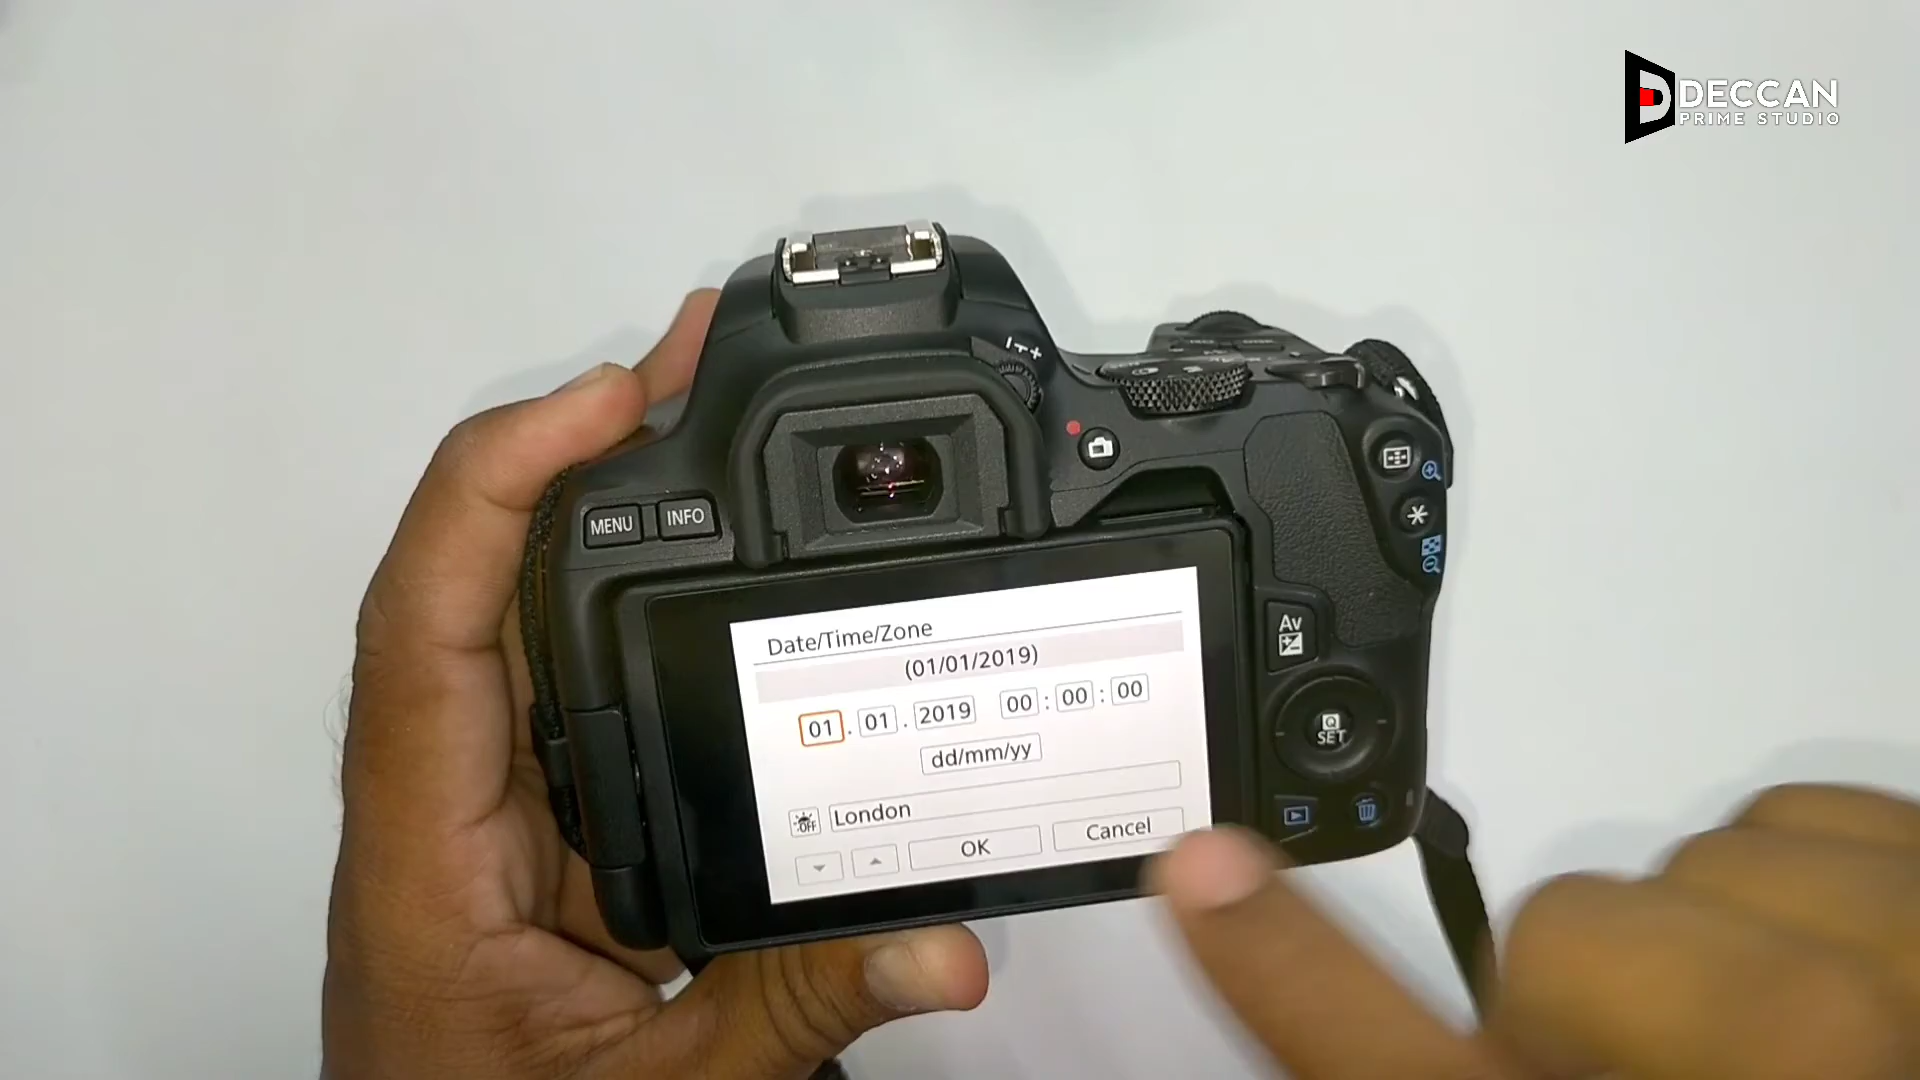 DECCAN
PRIME STUDIO
MENU
INFO
Date/Time/Zone
(01/01/2019)
01 . 01 . 2019 00 : 00 : 00
dd/mm/yy
OFF London
OK Cancel
Av
Q
SET